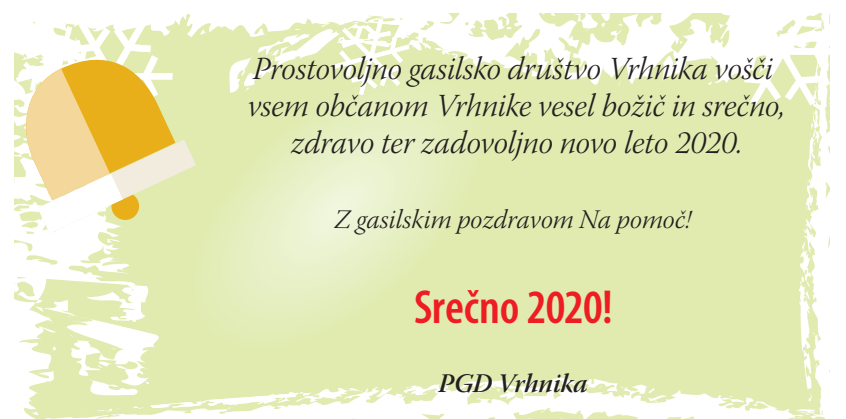 Prostovoljno gasilsko društvo Vrhnika vošči
vsem občanom Vrhnike vesel božič in srečno,
zdravo ter zadovoljno novo leto 2020.
Z gasilskim pozdravom Na pomoč!
Srečno 2020!
PGD Vrhnika